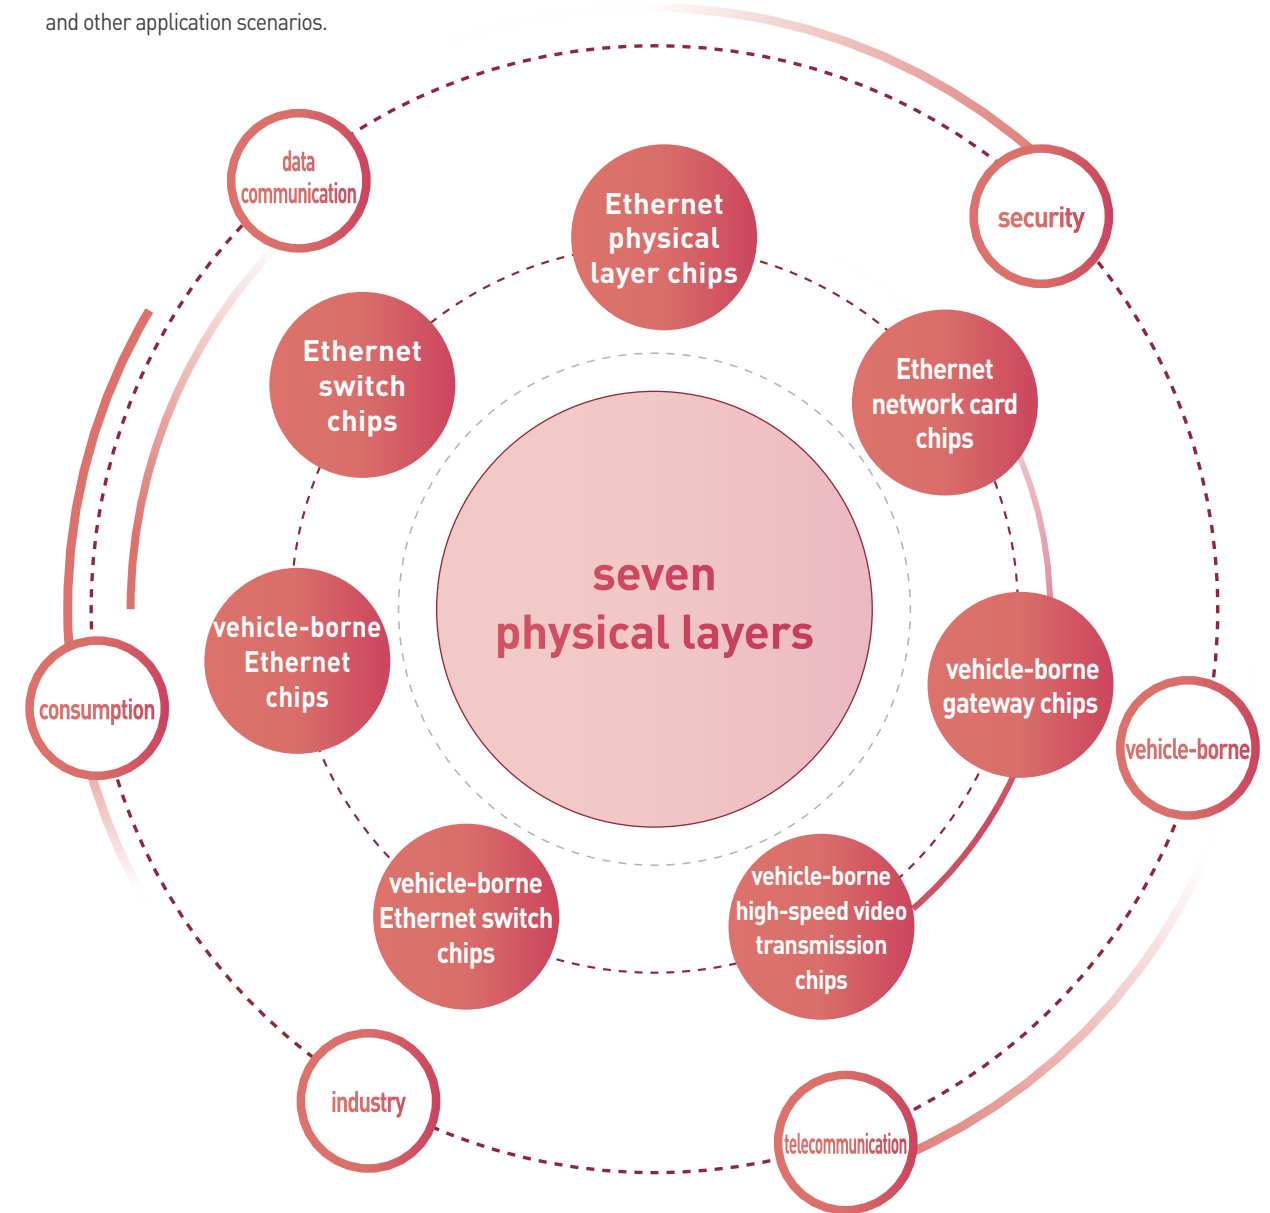 and other application scenarios.
data
communication
security
Ethernet
physical
layer chips
Ethernet
switch
chips
Ethernet
network card
chips
seven
physical layers
vehicle-borne
Ethernet
chips
vehicle-borne
gateway chips
consumption
vehicle-borne
vehicle-borne
Ethernet switch
chips
vehicle-borne
high-speed video
transmission
chips
industry
telecommunication